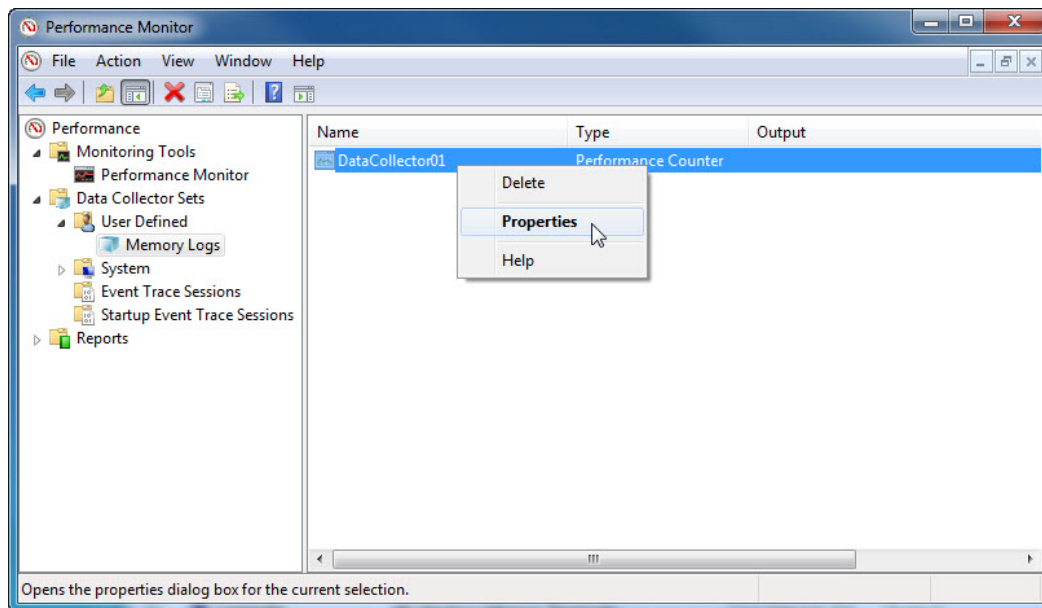 Performance Monitor
File Action View Window Help
Performance
Monitoring Tools
Performance Monitor
Data Collector Sets
User Defined
Memory Logs
System
Event Trace Sessions
Startup Event Trace Sessions
Reports
Name Type Output
DataCollector01 Performance Counter
Delete
Properties
Help
Opens the properties dialog box for the current selection.